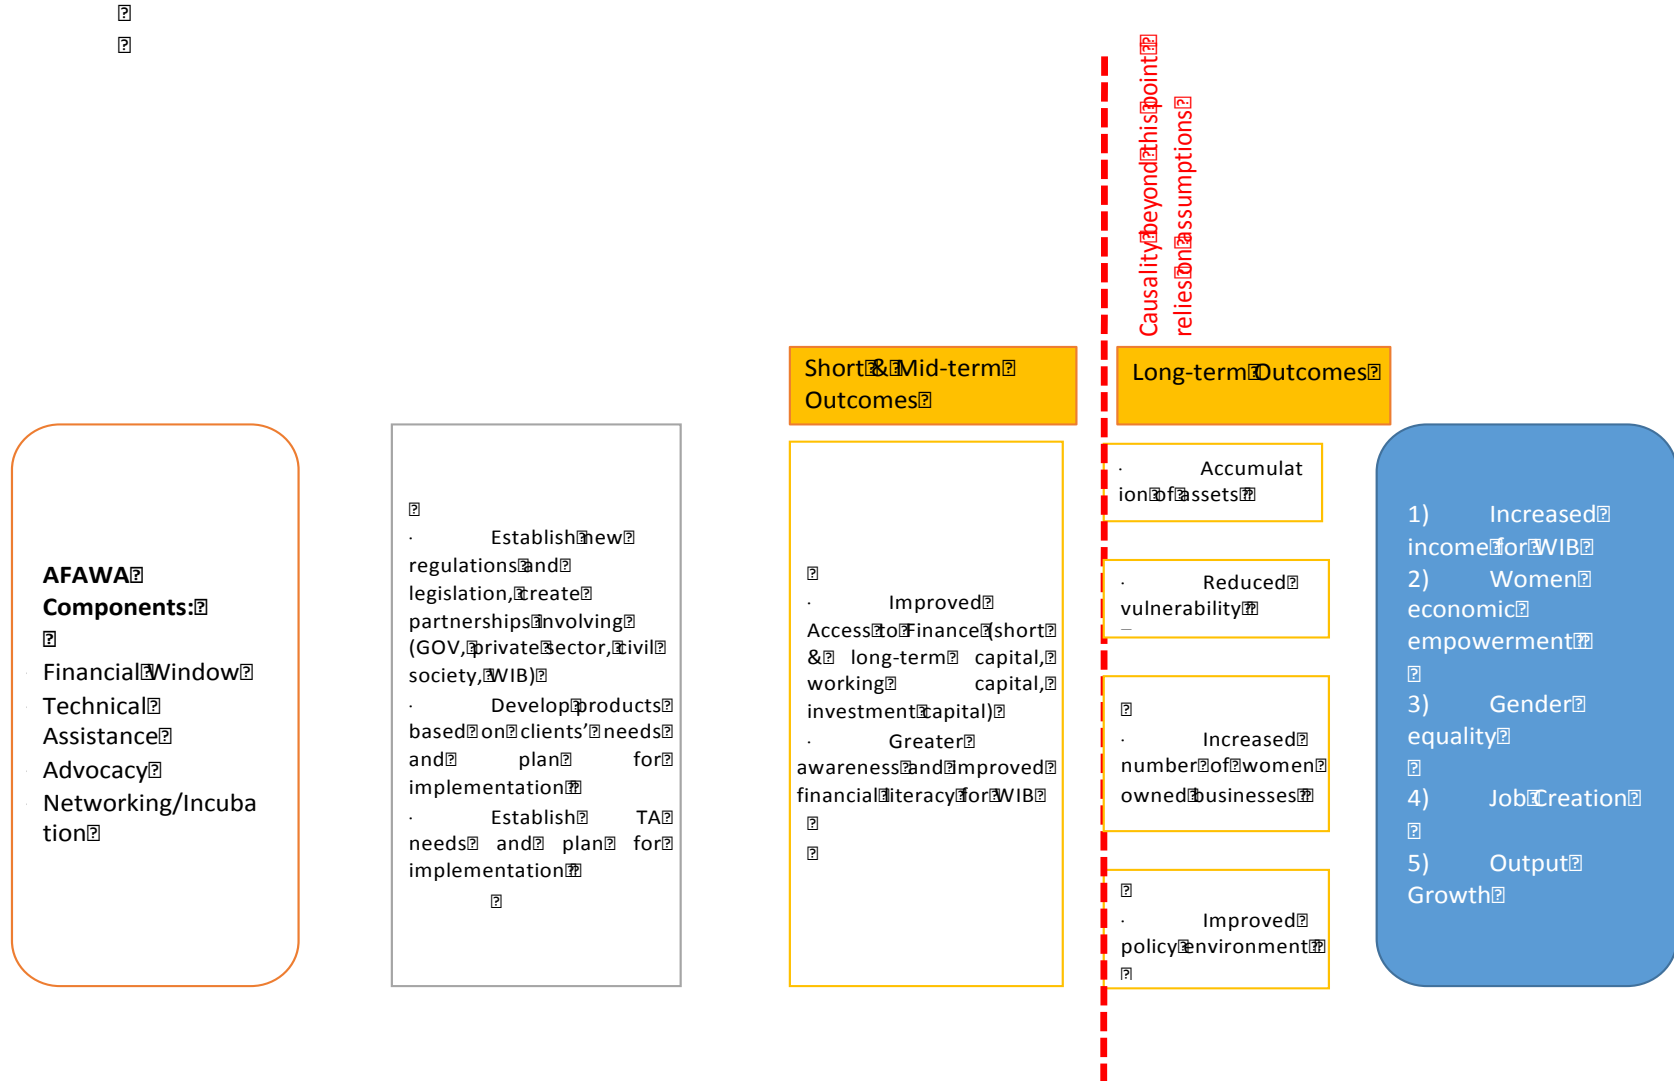 Causality beyond this point
relies on assumptions
Short & Mid-term
Outcomes
Long-term Outcomes
AFAWA
Components:
Financial Window
Technical
Assistance
Advocacy
Networking/Incuba
tion
· Establish new
regulations and
legislation, create
partnerships involving
(GOV, private sector, civil
society, WIB)
· Develop products
based on clients’ needs
and plan for
implementation
· Establish TA
needs and plan for
implementation
· Improved
Access to Finance (short
& long-term capital,
working capital,
investment capital)
· Greater
awareness and improved
financial literacy for WIB
· Accumulat
ion of assets
· Reduced
vulnerability
· Increased
number of women
owned businesses
· Improved
policy environment
1) Increased
income for WIB
2) Women
economic
empowerment
3) Gender
equality
4) Job Creation
5) Output
Growth